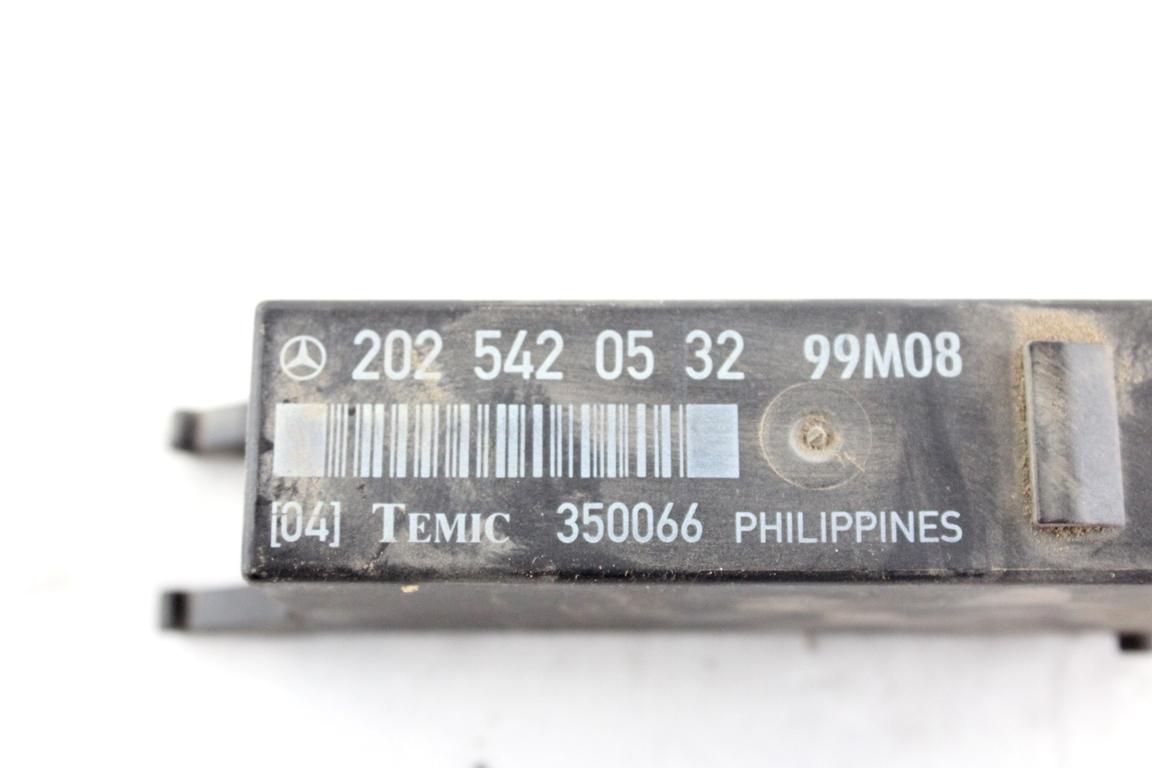 202 542 05 32 99M08
[04] TEMIC 350066 PHILIPPINES